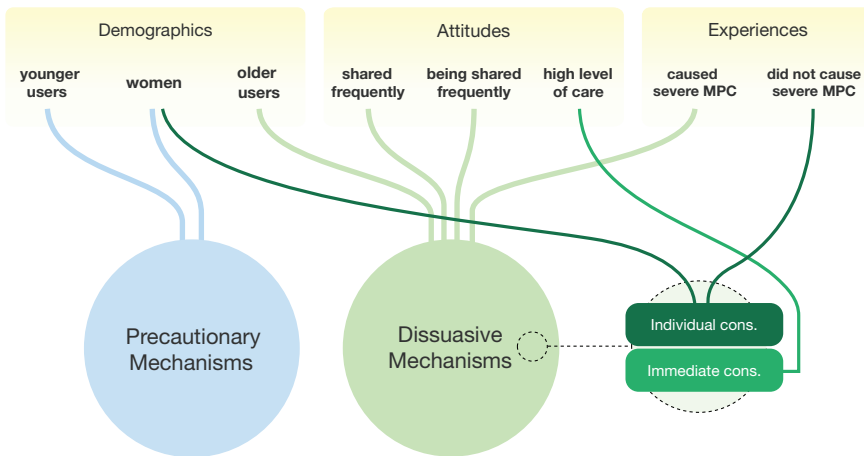 Demographics
younger
users
women
older
users
Attitudes
shared
frequently
being shared
frequently
high level
of care
Experiences
caused
severe MPC
did not cause
severe MPC
Precautionary
Mechanisms
Dissuasive
Mechanisms
Individual cons.
Immediate cons.